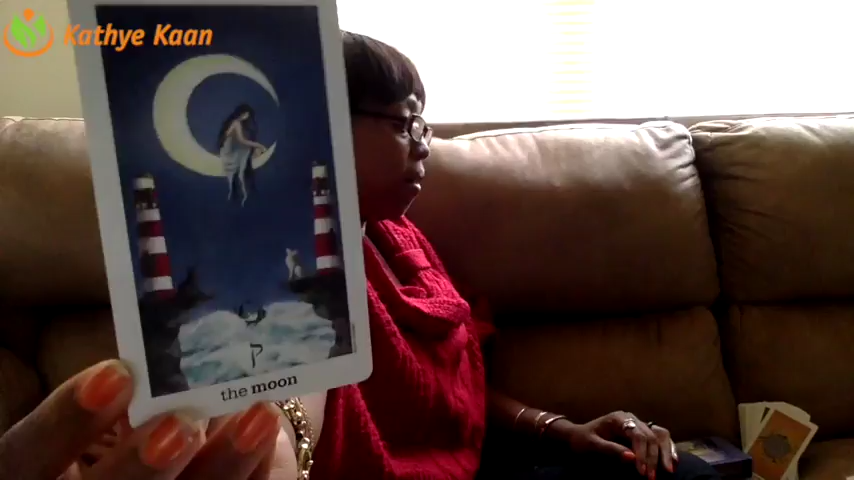 Kathye Kaan
ק
the moon